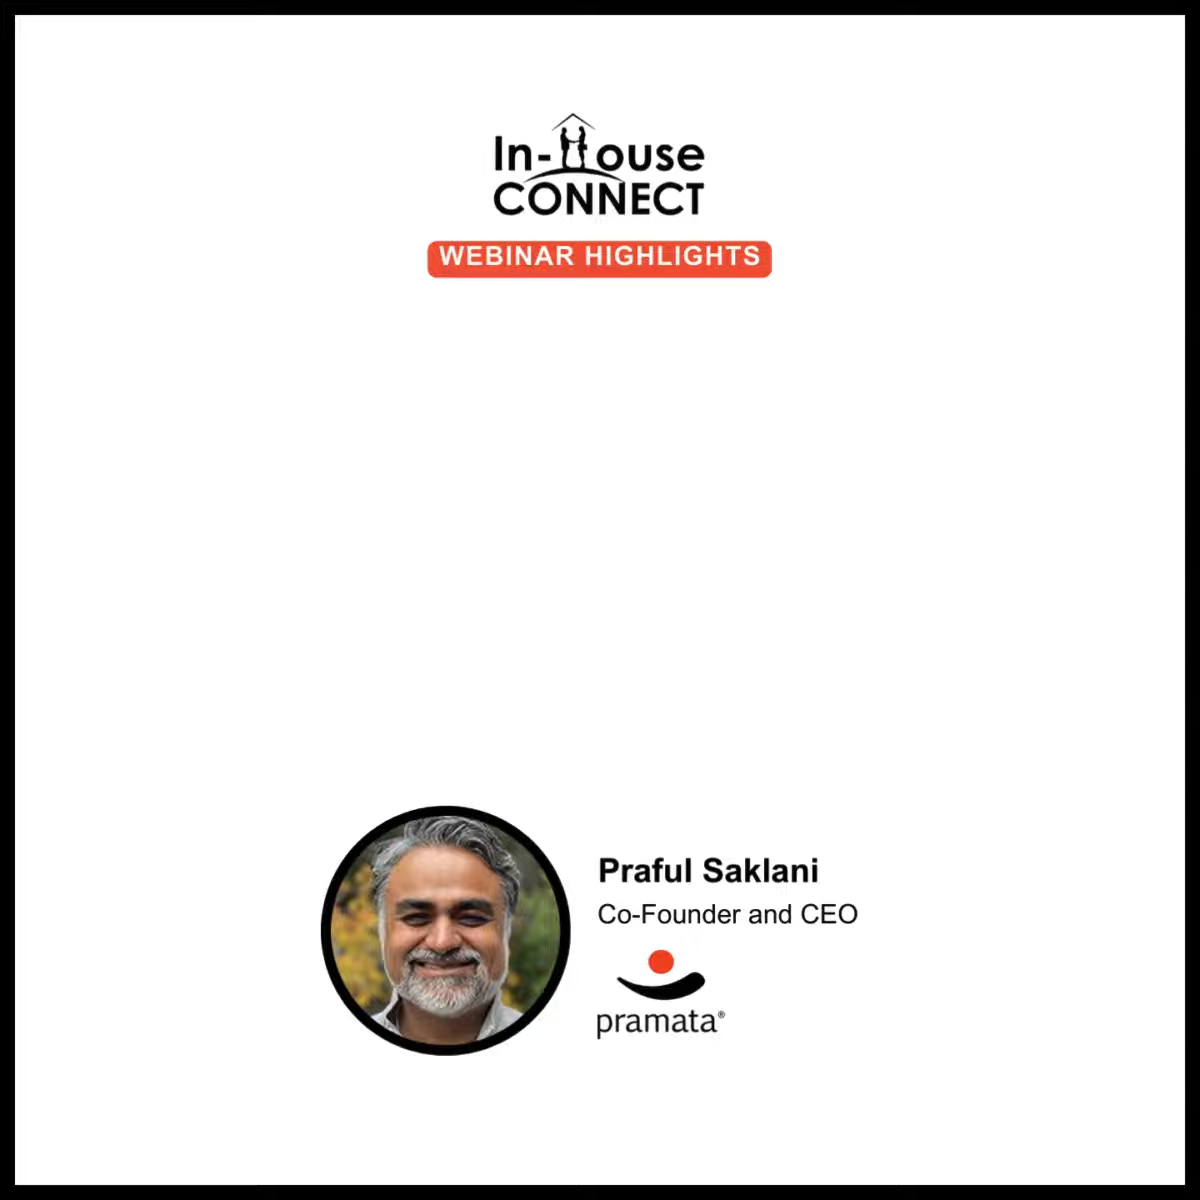 In-House
CONNECT
WEBINAR HIGHLIGHTS
Praful Saklani
Co-Founder and CEO
pramata®